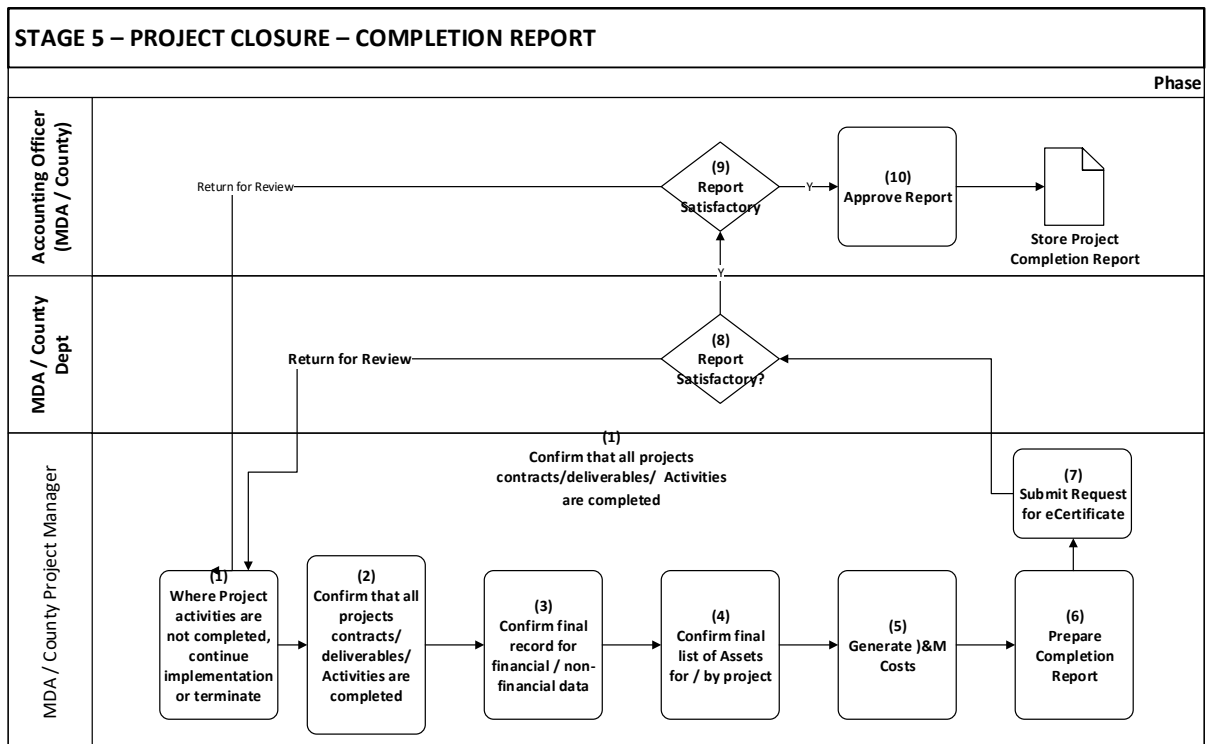 STAGE 5 – PROJECT CLOSURE – COMPLETION REPORT
Phase
Accounting Officer
(MDA / County)
Return for Review
(9)
Report
Satisfactory
Y
(10)
Approve Report
Store Project
Completion Report
Y
MDA / County
Dept
Return for Review
(8)
Report
Satisfactory?
MDA / County Project Manager
(1)
Confirm that all projects
contracts/deliverables/ Activities
are completed
(7)
Submit Request
for eCertificate
(1)
Where Project
activities are
not completed,
continue
implementation
or terminate
(2)
Confirm that all
projects
contracts/
deliverables/
Activities are
completed
(3)
Confirm final
record for
financial / non-
financial data
(4)
Confirm final
list of Assets
for / by project
(5)
Generate )&M
Costs
(6)
Prepare
Completion
Report